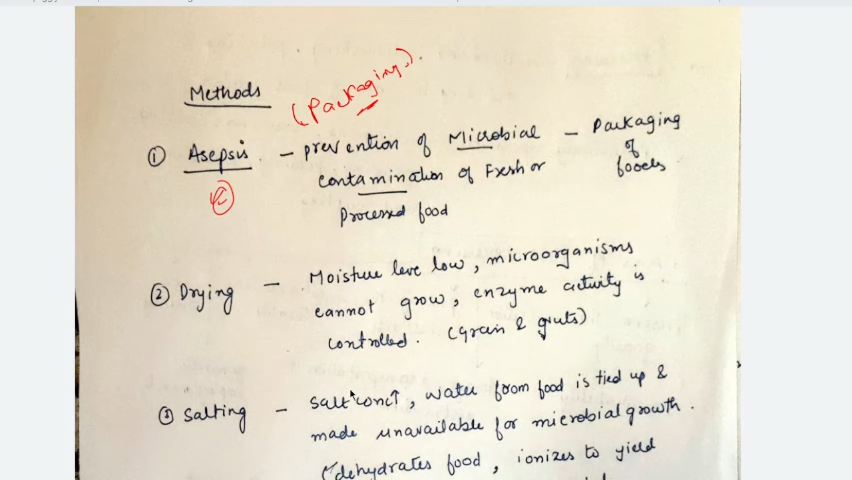 Methods
(Packaging)
① Asepsis – prevention of Microbial – Packaging of foods
contamination of Fresh or
Processed food
② Drying – Moisture leve low, microorganisms
cannot grow, enzyme activity is
controlled. (Grain & gruts)
③ Salting – Salt conc↑, water from food is tied up &
made unavailable for microbial growth.
(dehydrates food, ionizes to yield